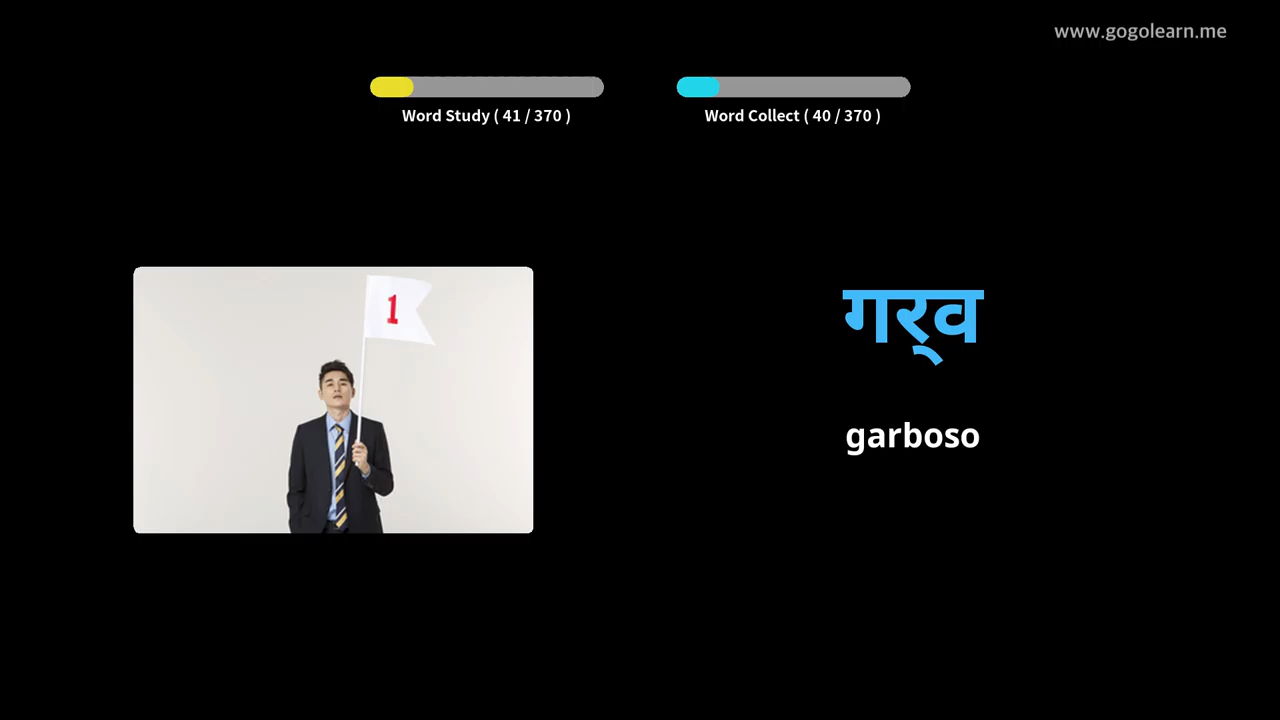 www.gogolearn.me
Word Study ( 41 / 370 )
Word Collect ( 40 / 370 )
1
गर्‌व
garboso